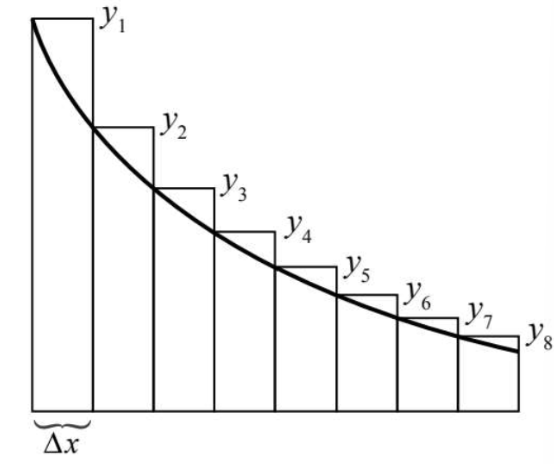 y₁
y₂
y₃
y₄
y₅
y₆
y₇
y₈
Δx